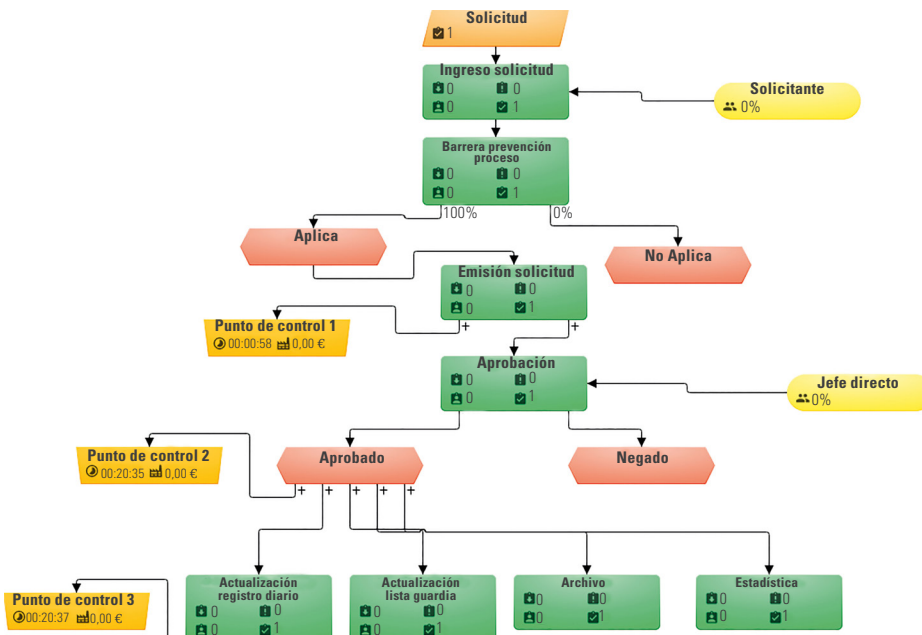 Solicitud
1
Ingreso solicitud
0 0
0 1
Solicitante
0%
Barrera prevención
proceso
0 0
0 1
100% 0%
Aplica
No Aplica
Emisión solicitud
0 0
0 1
+ +
Punto de control 1
00:00:58 0,00 €
Aprobación
0 0
0 1
Jefe directo
0%
Punto de control 2
00:20:35 0,00 €
Aprobado
Negado
+ + + + +
Actualización
registro diario
0 0
0 1
Actualización
lista guardia
0 0
0 1
Archivo
0 0
0 1
Estadística
0 0
0 1
Punto de control 3
00:20:37 0,00 €